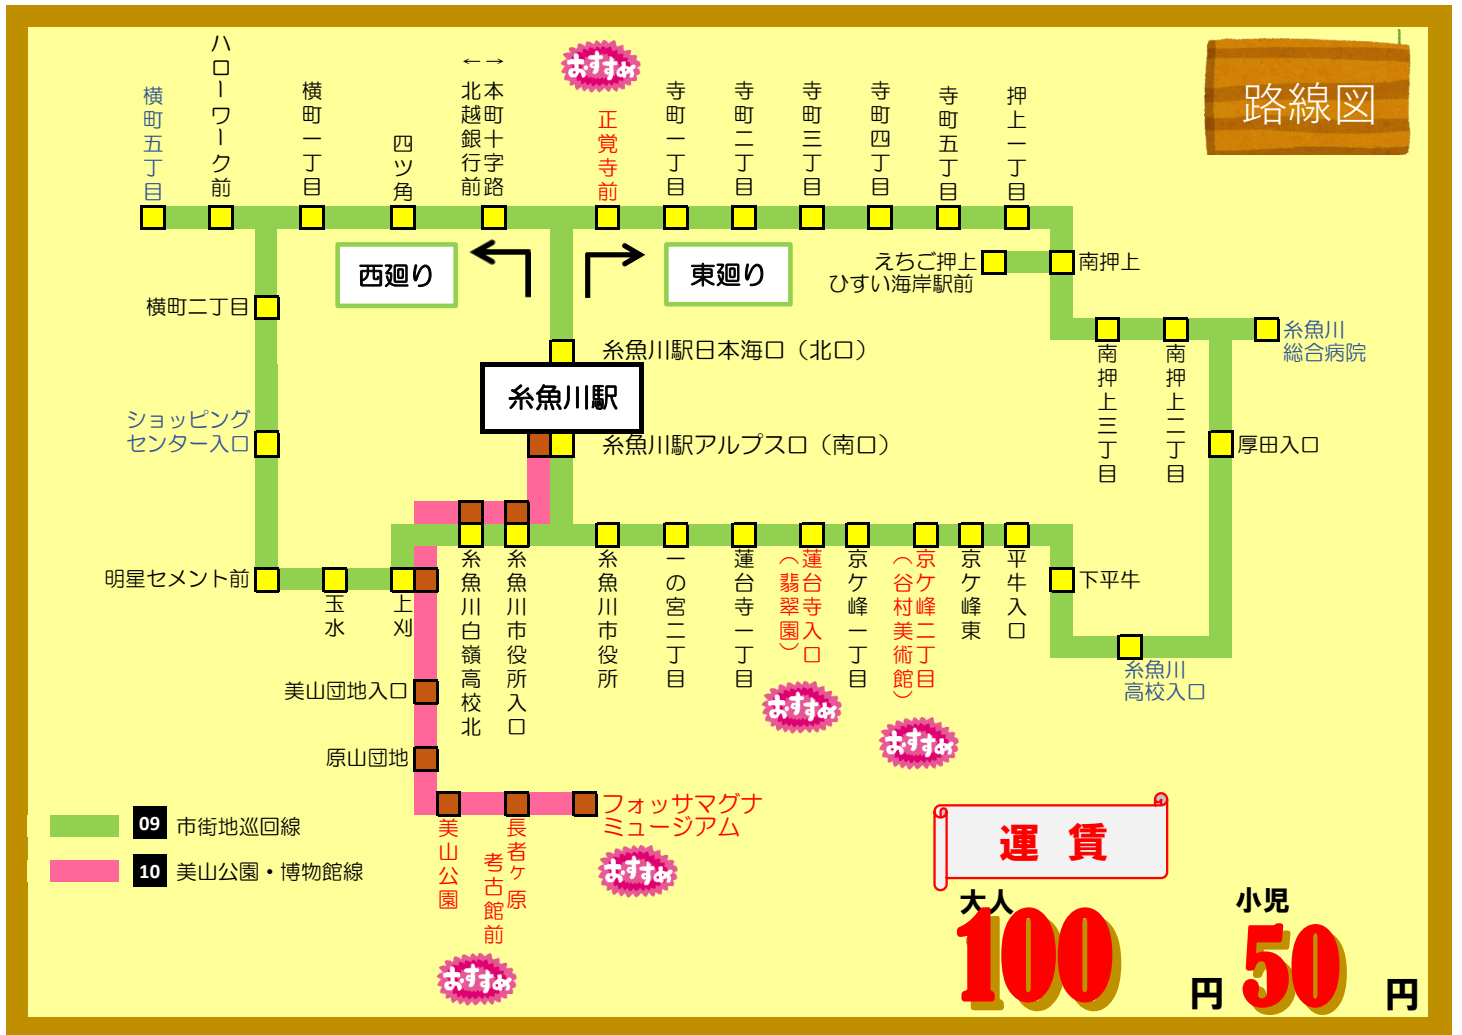 路線図
横町五丁目
ハローワーク前
横町一丁目
四ツ角
←→
本町十字路
北越銀行前
おすすめ
正覚寺前
寺町一丁目
寺町二丁目
寺町三丁目
寺町四丁目
寺町五丁目
押上一丁目
西廻り
東廻り
えちご押上
ひすい海岸駅前
南押上
横町二丁目
糸魚川駅日本海口（北口）
糸魚川駅
糸魚川駅アルプス口（南口）
南押上三丁目
南押上二丁目
糸魚川
総合病院
ショッピング
センター入口
厚田入口
明星セメント前
玉水
上刈
糸魚川白嶺高校北
糸魚川市役所入口
糸魚川市役所
一の宮二丁目
蓮台寺一丁目
蓮台寺入口
（翡翠園）
京ケ峰一丁目
京ケ峰二丁目
（谷村美術館）
京ケ峰東
平牛入口
下平牛
糸魚川
高校入口
おすすめ
おすすめ
美山団地入口
原山団地
美山公園
長者ケ原
考古館前
フォッサマグナ
ミュージアム
おすすめ
おすすめ
09 市街地巡回線
10 美山公園・博物館線
運賃
大人
100円
小児
50円